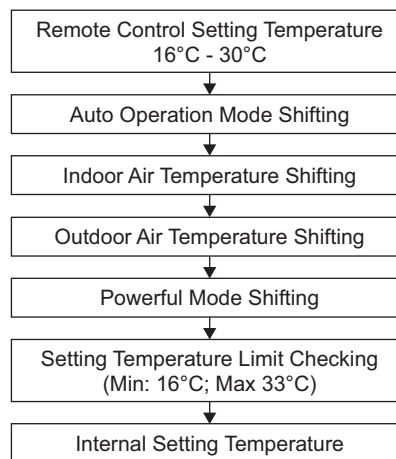 Remote Control Setting Temperature
16°C - 30°C
Auto Operation Mode Shifting
Indoor Air Temperature Shifting
Outdoor Air Temperature Shifting
Powerful Mode Shifting
Setting Temperature Limit Checking
(Min: 16°C; Max 33°C)
Internal Setting Temperature